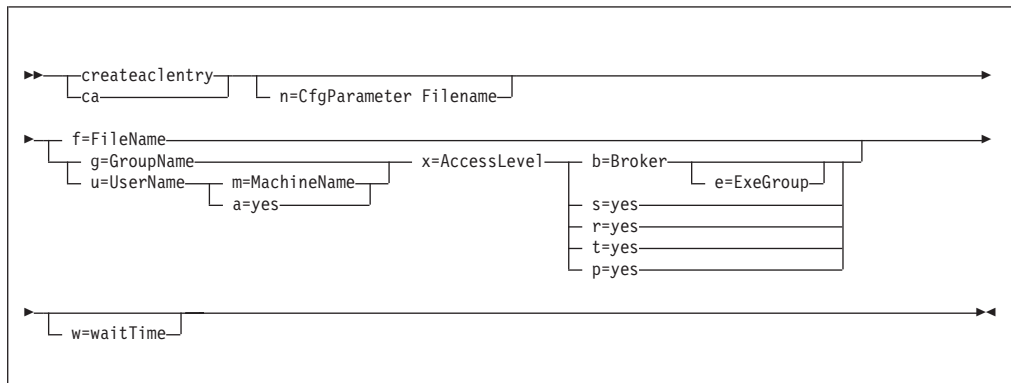 createaclentry
ca
n=CfgParameter Filename
f=FileName
g=GroupName x=AccessLevel b=Broker
u=UserName m=MachineName e=ExeGroup
a=yes s=yes
r=yes
t=yes
p=yes
w=waitTime